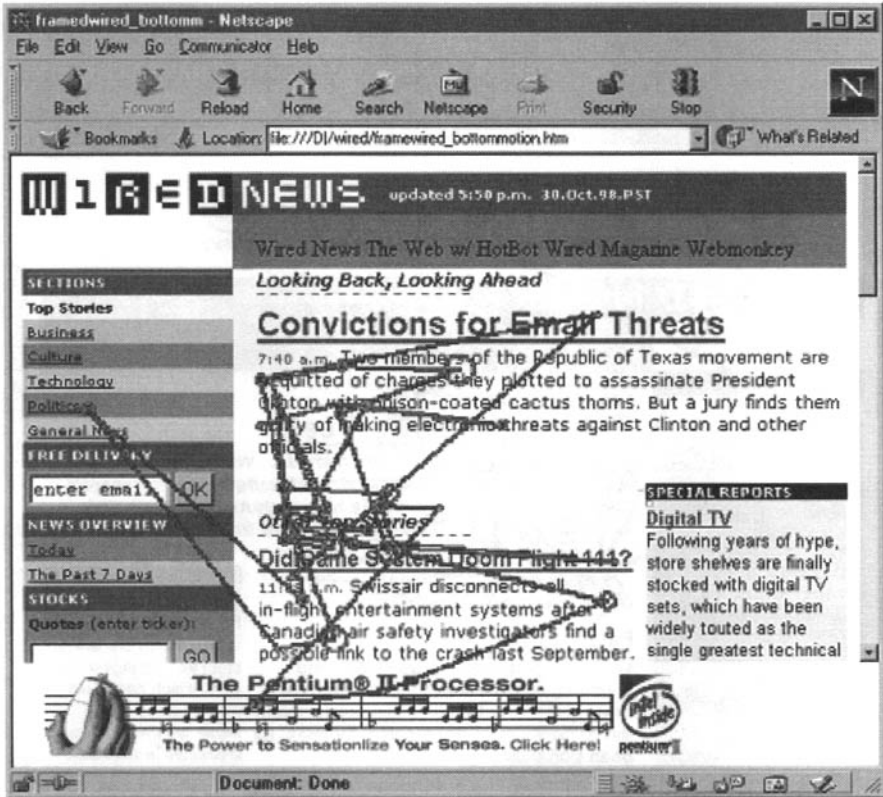 framedwired_bottomm - Netscape
File Edit View Go Communicator Help
Back Forward Reload Home Search Netscape Print Security Stop
N
Bookmarks Location: file:///D|/wired/framewired_bottommotion.htm What's Related
WIRED NEWS updated 5:50 p.m. 30.Oct.98.PST
Wired News The Web w/ HotBot Wired Magazine Webmonkey
SECTIONS
Top Stories
Business
Culture
Technology
Politics
General News
FREE DELIVERY
enter email OK
NEWS OVERVIEW
Today
The Past 7 Days
STOCKS
Quotes (enter ticker):
GO
Looking Back, Looking Ahead
Convictions for Email Threats
7:40 a.m. Two members of the Republic of Texas movement are
acquitted of charges they plotted to assassinate President
Clinton with poison-coated cactus thorns. But a jury finds them
guilty of making electronic threats against Clinton and other
officials.
Other Top Stories
Did Game System Doom Flight 111?
a.m. Swissair disconnects all
in-flight entertainment systems after
Canadian air safety investigators find a
possible link to the crash last September.
SPECIAL REPORTS
Digital TV
Following years of hype,
store shelves are finally
stocked with digital TV
sets, which have been
widely touted as the
single greatest technical
The Pentium® II Processor.
The Power to Sensationlize Your Senses. Click Here!
intel
inside
pentium II
Document: Done